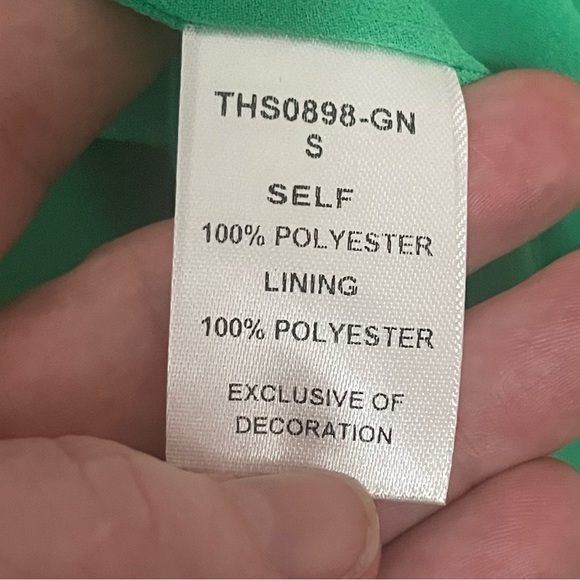 THS0898-GN
S
SELF
100% POLYESTER
LINING
100% POLYESTER
EXCLUSIVE OF
DECORATION